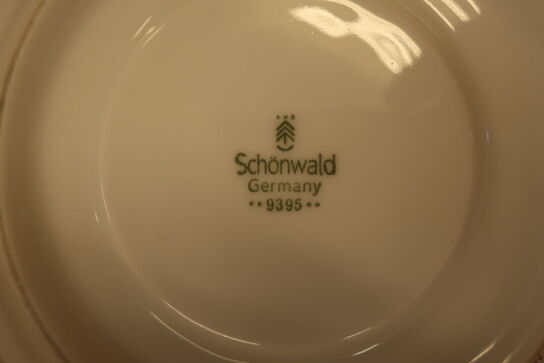 Schönwald
Germany
•• 9395 ••